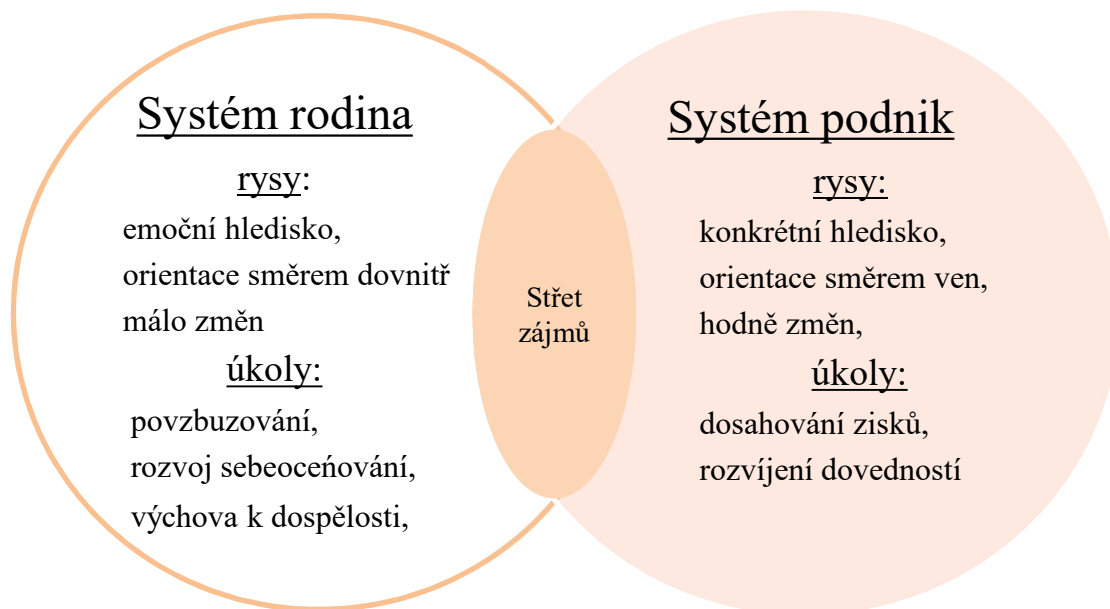 Systém rodina
rysy:
emoční hledisko,
orientace směrem dovnitř
málo změn
úkoly:
povzbuzování,
rozvoj sebeoceńování,
výchova k dospělosti,
Střet
zájmů
Systém podnik
rysy:
konkrétní hledisko,
orientace směrem ven,
hodně změn,
úkoly:
dosahování zisků,
rozvíjení dovedností